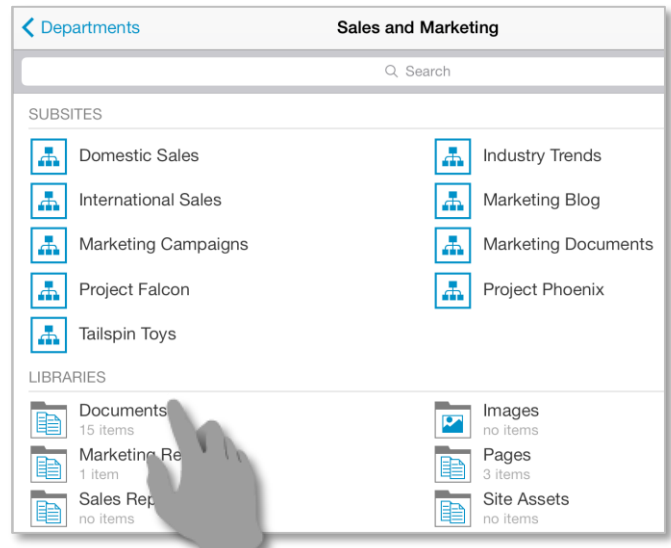 Departments Sales and Marketing
Search
SUBSITES
Domestic Sales Industry Trends
International Sales Marketing Blog
Marketing Campaigns Marketing Documents
Project Falcon Project Phoenix
Tailspin Toys
LIBRARIES
Documents Images
15 items no items
Marketing Re Pages
1 item 3 items
Sales Rep Site Assets
no items no items